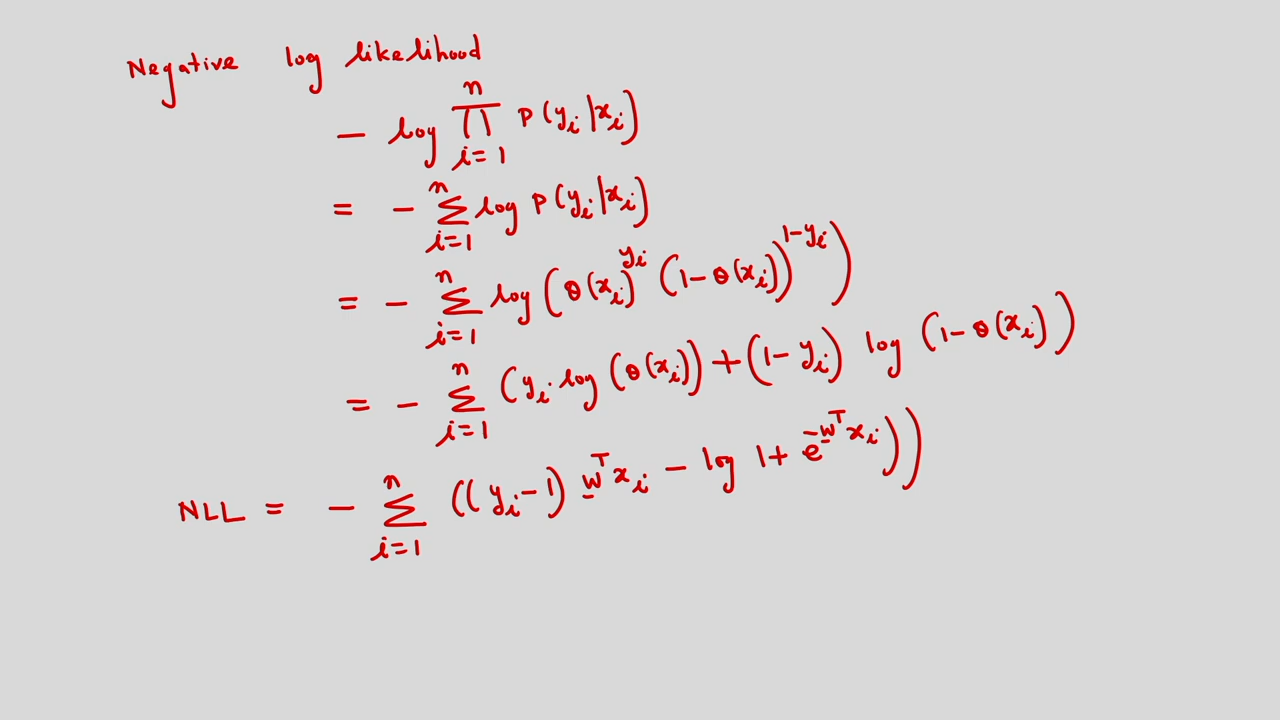 Negative log likelihood
- log ∏_{i=1}^{n} P(y_i|x_i)
= - ∑_{i=1}^{n} log P(y_i|x_i)
= - ∑_{i=1}^{n} log (θ(x_i)^{y_i} (1-θ(x_i))^{1-y_i})
= - ∑_{i=1}^{n} (y_i log (θ(x_i)) + (1-y_i) log (1-θ(x_i)))
NLL = - ∑_{i=1}^{n} ((y_i-1) w^T x_i - log 1+e^{-w^T x_i}))